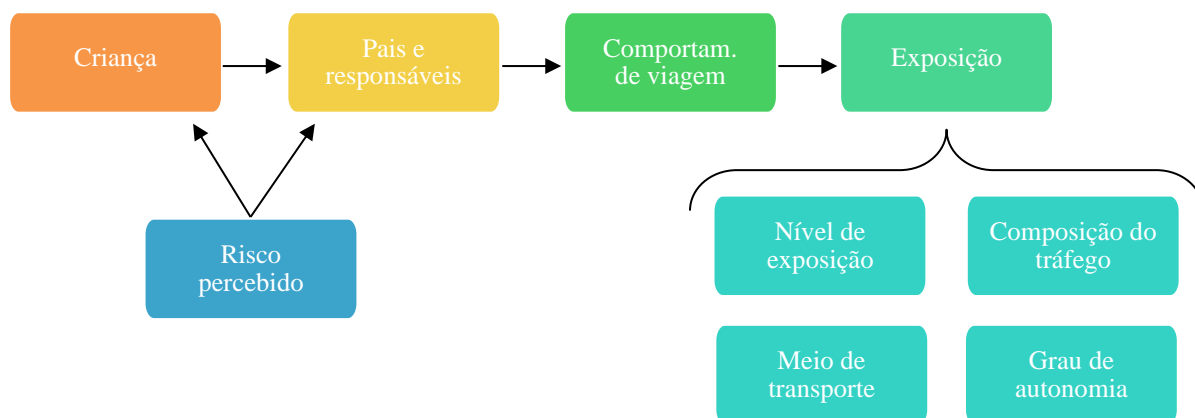 Criança
Pais e
responsáveis
Comportam.
de viagem
Exposição
Risco
percebido
Nível de
exposição
Composição do
tráfego
Meio de
transporte
Grau de
autonomia